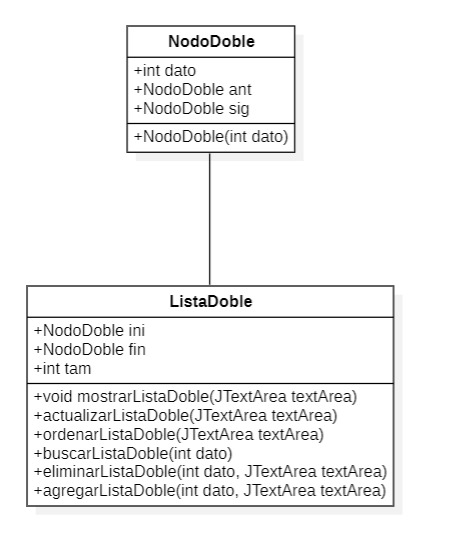 NodoDoble
+int dato
+NodoDoble ant
+NodoDoble sig
+NodoDoble(int dato)
ListaDoble
+NodoDoble ini
+NodoDoble fin
+int tam
+void mostrarListaDoble(JTextArea textArea)
+actualizarListaDoble(JTextArea textArea)
+ordenarListaDoble(JTextArea textArea)
+buscarListaDoble(int dato)
+eliminarListaDoble(int dato, JTextArea textArea)
+agregarListaDoble(int dato, JTextArea textArea)